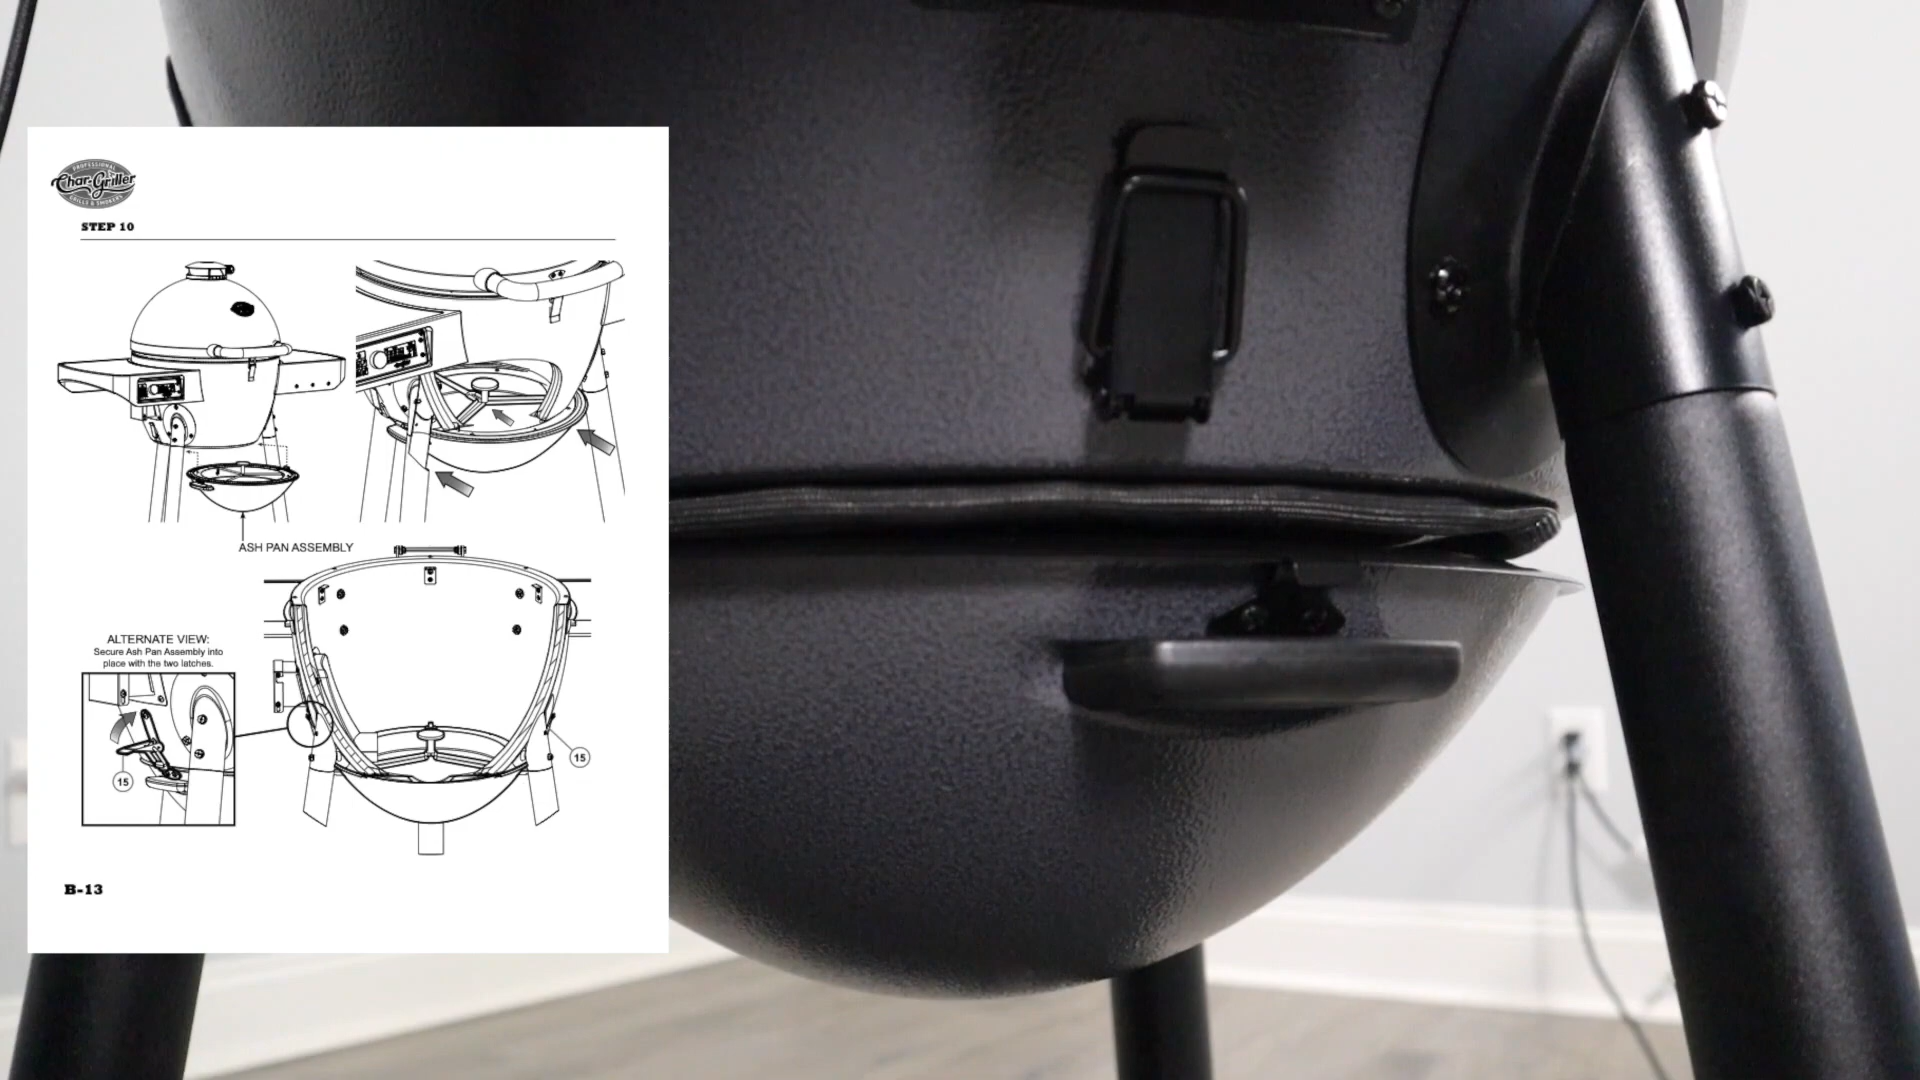 PROFESSIONAL
Char-Griller
GRILLS & SMOKERS
STEP 10
ASH PAN ASSEMBLY
ALTERNATE VIEW:
Secure Ash Pan Assembly into
place with the two latches.
15
15
B-13